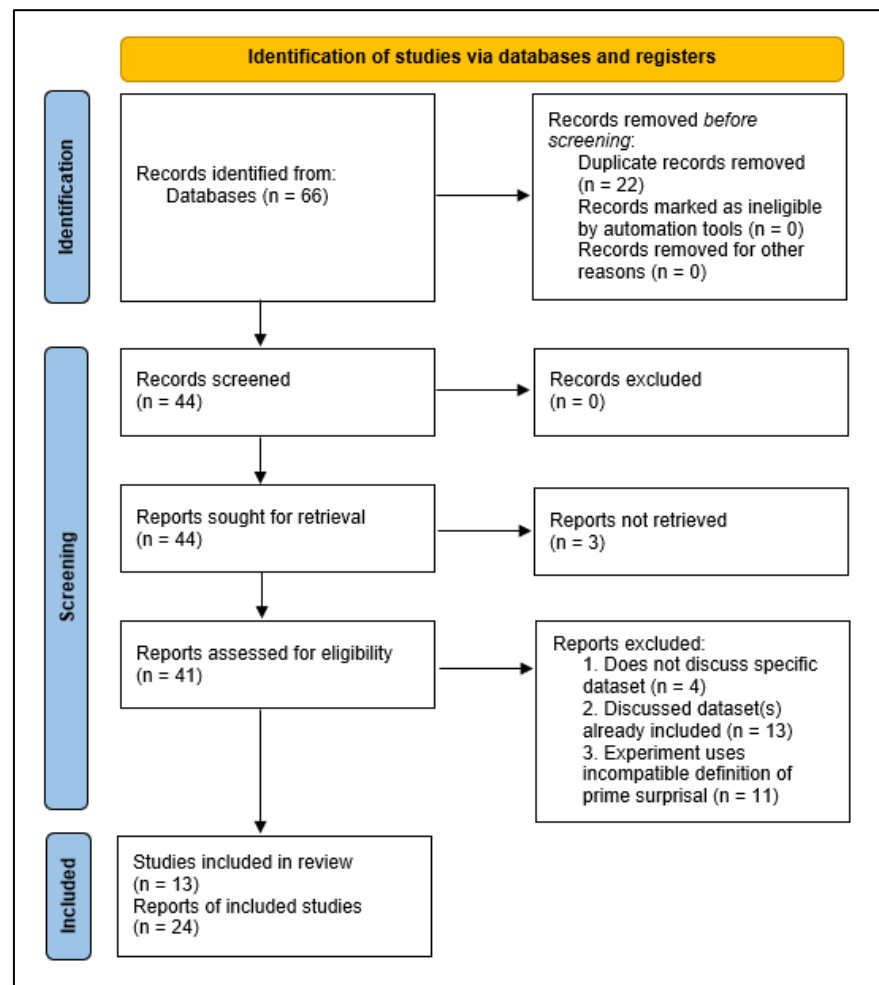 Identification of studies via databases and registers
Identification
Records identified from:
Databases (n = 66)
Records removed before
screening:
Duplicate records removed
(n = 22)
Records marked as ineligible
by automation tools (n = 0)
Records removed for other
reasons (n = 0)
Screening
Records screened
(n = 44)
Records excluded
(n = 0)
Reports sought for retrieval
(n = 44)
Reports not retrieved
(n = 3)
Reports assessed for eligibility
(n = 41)
Reports excluded:
1. Does not discuss specific
dataset (n = 4)
2. Discussed dataset(s)
already included (n = 13)
3. Experiment uses
incompatible definition of
prime surprisal (n = 11)
Included
Studies included in review
(n = 13)
Reports of included studies
(n = 24)